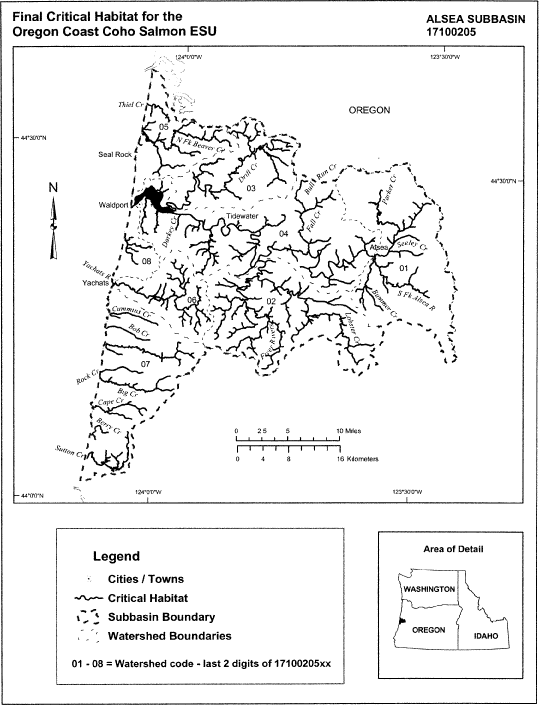 Final Critical Habitat for the
Oregon Coast Coho Salmon ESU
ALSEA SUBBASIN
17100205
124°0'0"W
123°30'0"W
OREGON
Thiel Cr
05
44°30'0"N
N Fk Beaver Cr
Seal Rock
Drift Cr
03
Bull Run Cr
44°30'0"N
N
Waldport
Darkey Cr
Tidewater
Fall Cr
04
Tucker Cr
Alsea
Seeley Cr
01
08
Yachats R
Yachats
06
02
Bummer Cr
S Fk Alsea R
Cummins Cr
Bob Cr
Five Rivers
Lobster Cr
07
Rock Cr
Big Cr
Cape Cr
Berry Cr
Sutton Cr
0 2.5 5 10 Miles
0 4 8 16 Kilometers
44°0'0"N
124°0'0"W
123°30'0"W
Legend
Cities / Towns
Critical Habitat
Subbasin Boundary
Watershed Boundaries
01 - 08 = Watershed code - last 2 digits of 17100205xx
Area of Detail
WASHINGTON
OREGON
IDAHO